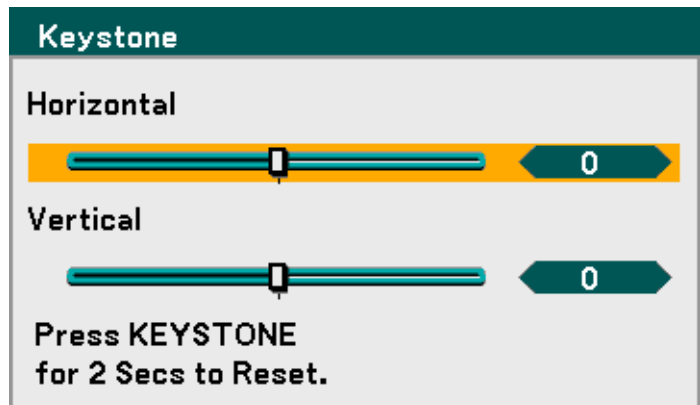 Keystone
Horizontal
0
Vertical
0
Press KEYSTONE
for 2 Secs to Reset.